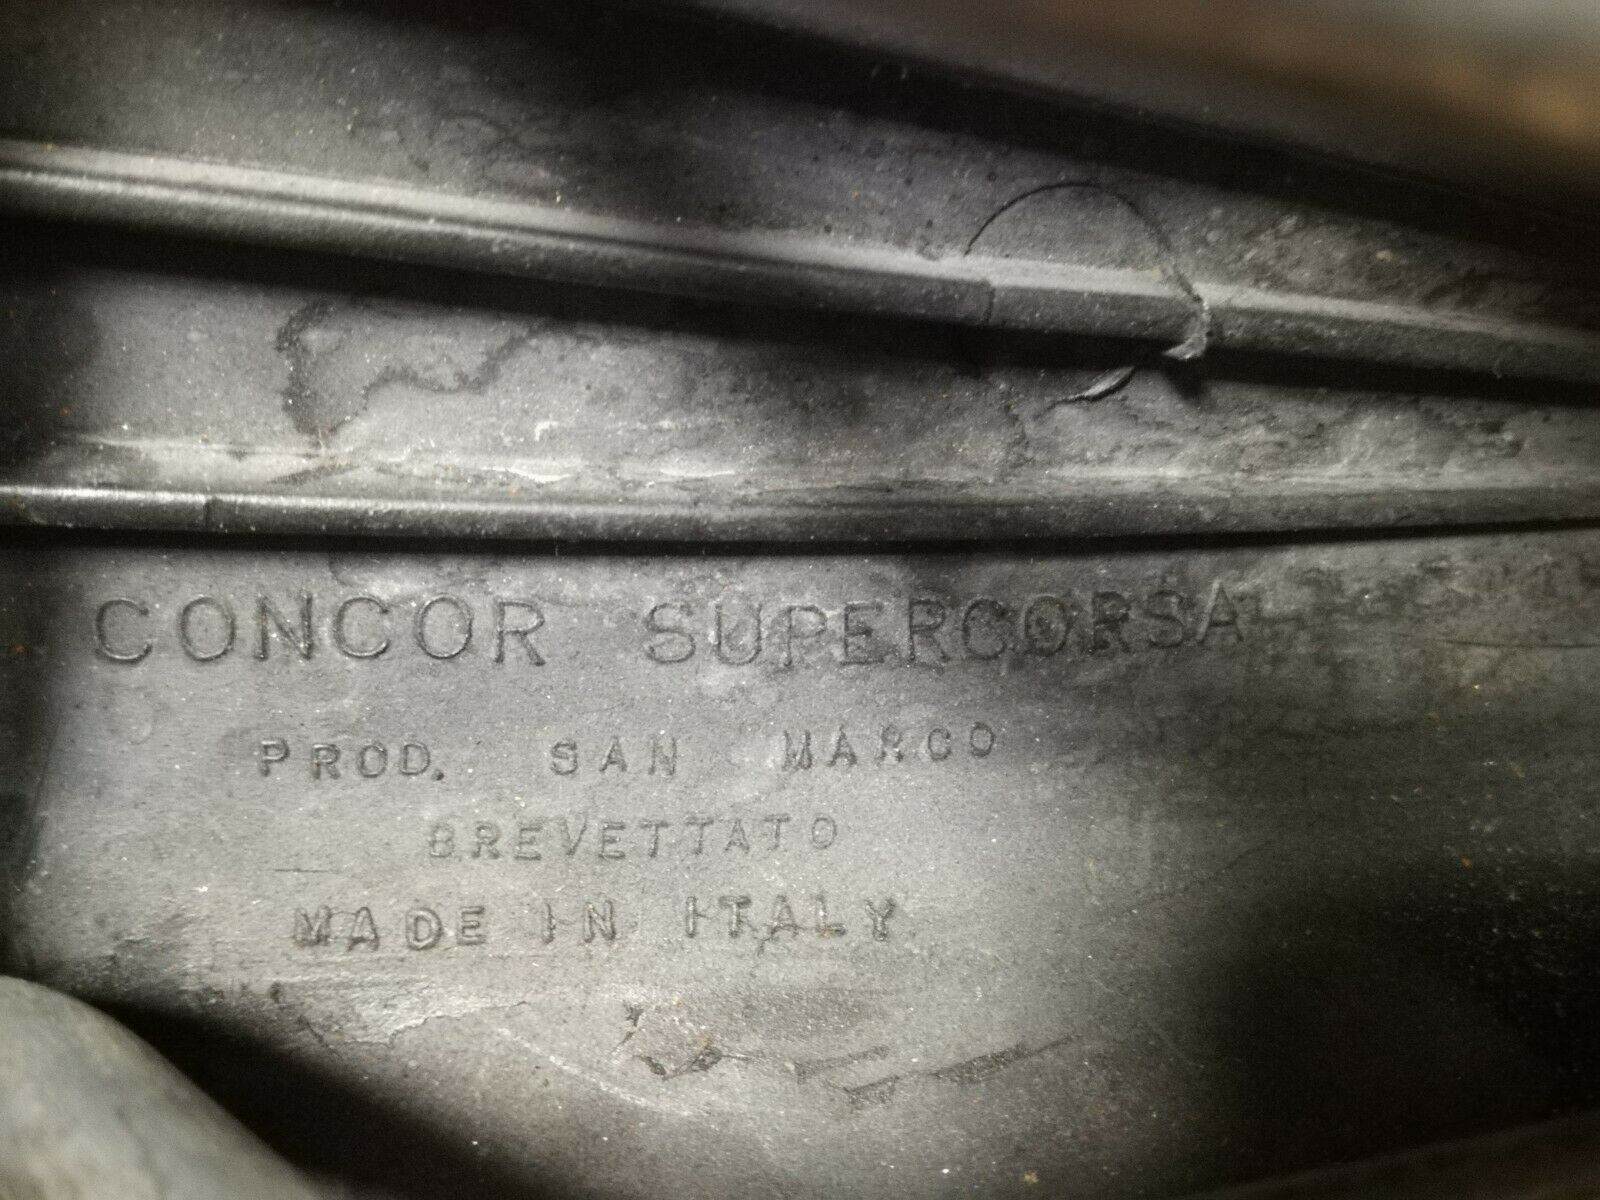 CONCOR SUPERCORSA
PROD. SAN MARCO
BREVETTATO
MADE IN ITALY